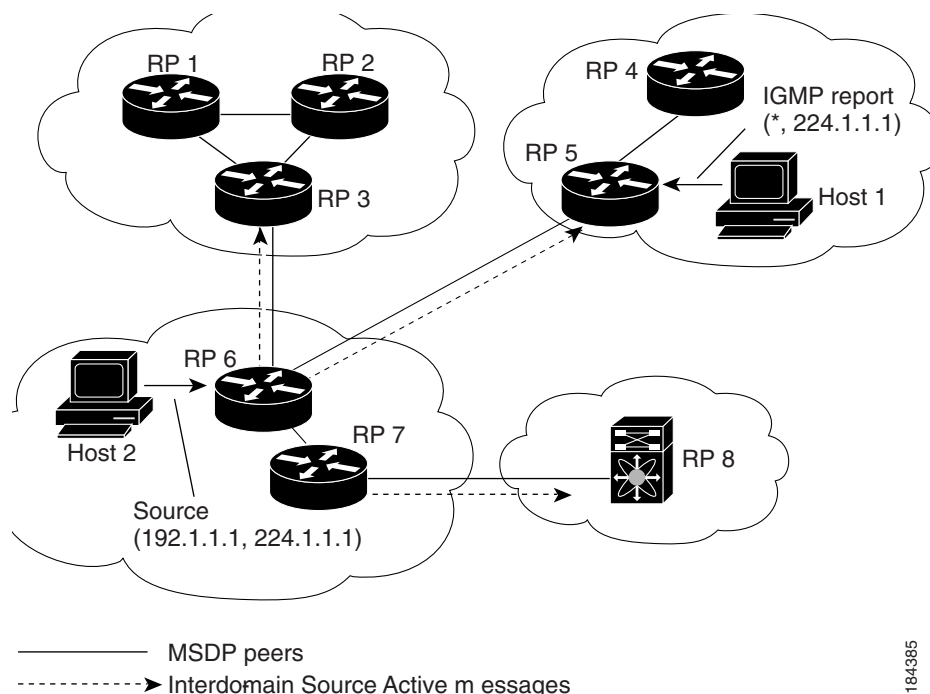 RP 1
RP 2
RP 3
RP 4
IGMP report
(*, 224.1.1.1)
RP 5
Host 1
RP 6
Host 2
RP 7
RP 8
Source
(192.1.1.1, 224.1.1.1)
MSDP peers
Interdomain Source Active m essages
184385